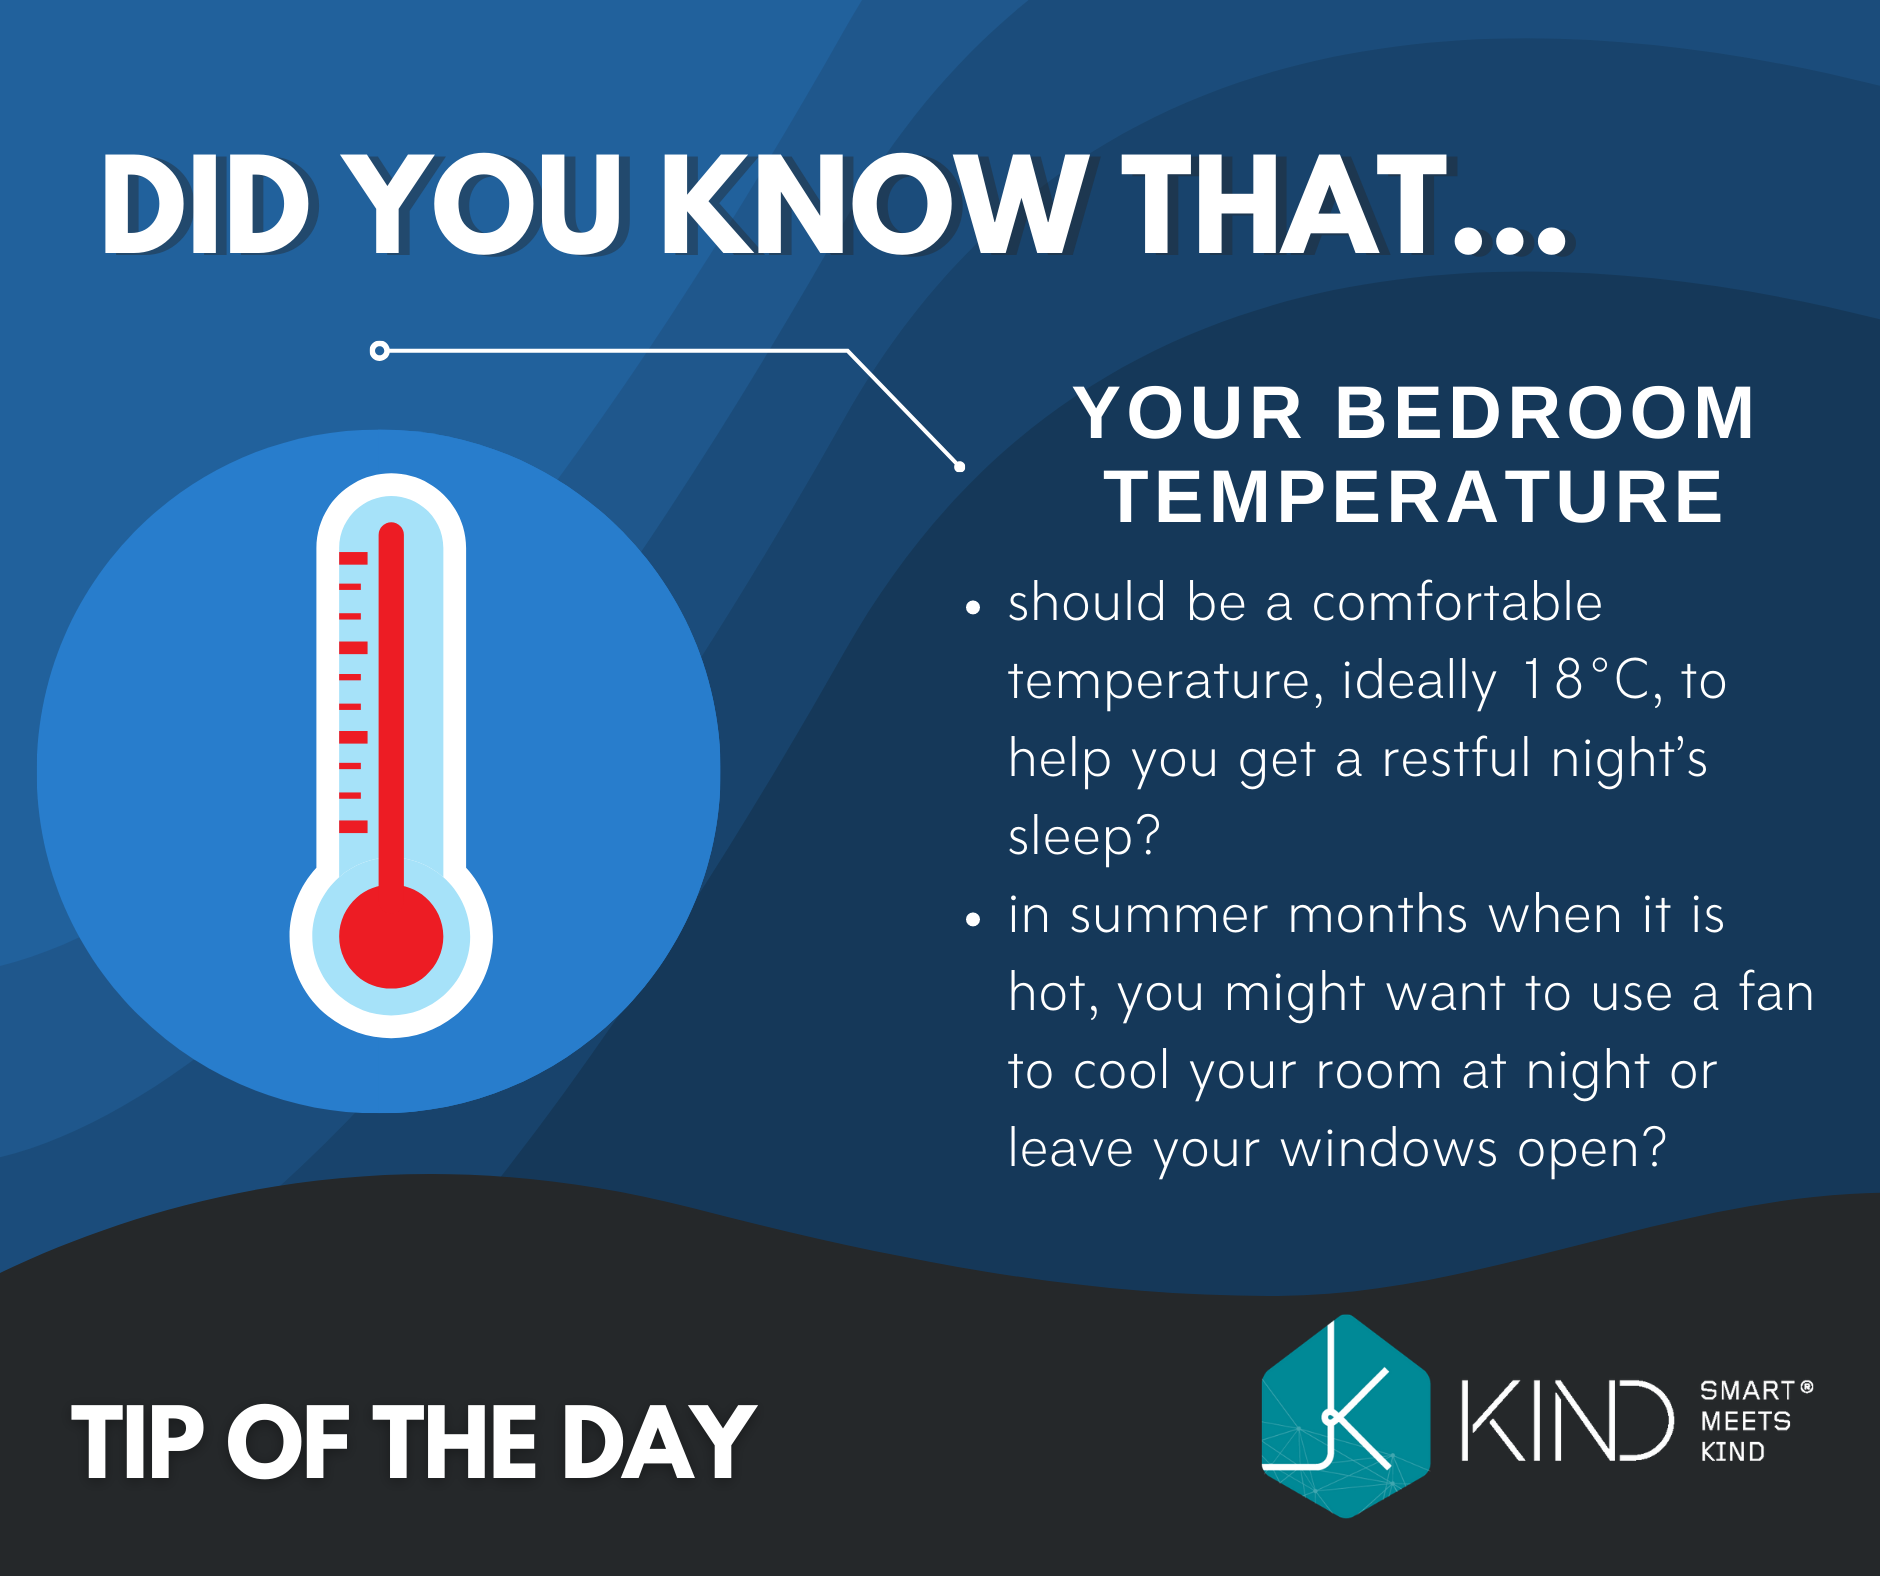 DID YOU KNOW THAT...
YOUR BEDROOM
TEMPERATURE
• should be a comfortable
temperature, ideally 18°C, to
help you get a restful night’s
sleep?
• in summer months when it is
hot, you might want to use a fan
to cool your room at night or
leave your windows open?
TIP OF THE DAY
KIND
SMART®
MEETS
KIND